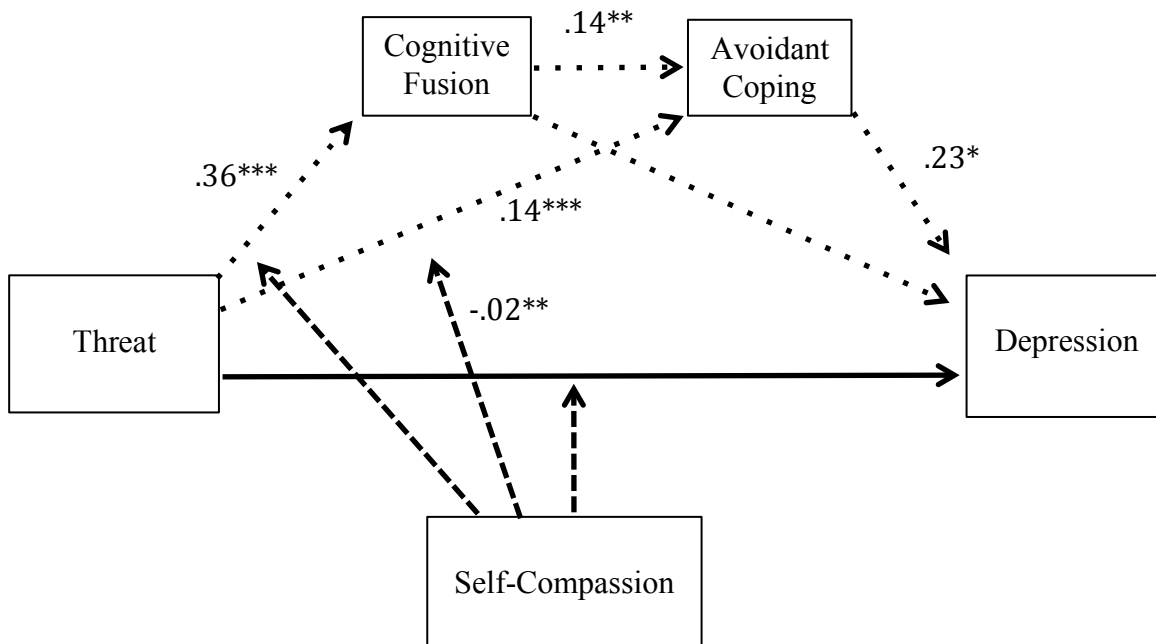 .14**
Cognitive
Fusion
Avoidant
Coping
.36***
.23*
.14***
-.02**
Threat
Depression
Self-Compassion